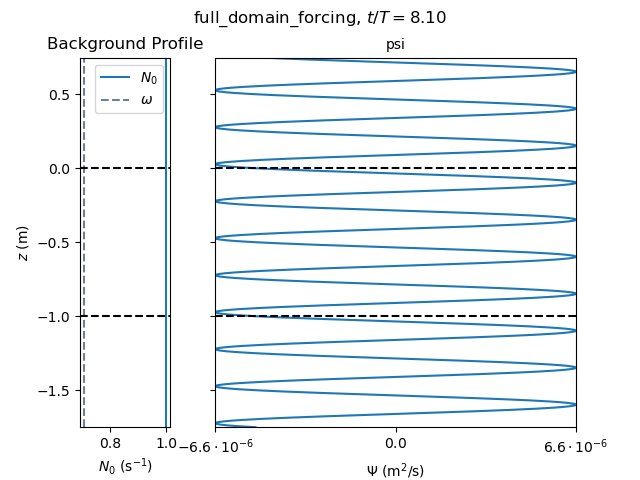 full_domain_forcing, t/T = 8.10
Background Profile
psi
N₀
ω
0.5
0.0
−0.5
−1.0
−1.5
z (m)
0.8
1.0
−6.6 · 10⁻⁶
0.0
6.6 · 10⁻⁶
N₀ (s⁻¹)
Ψ (m²/s)